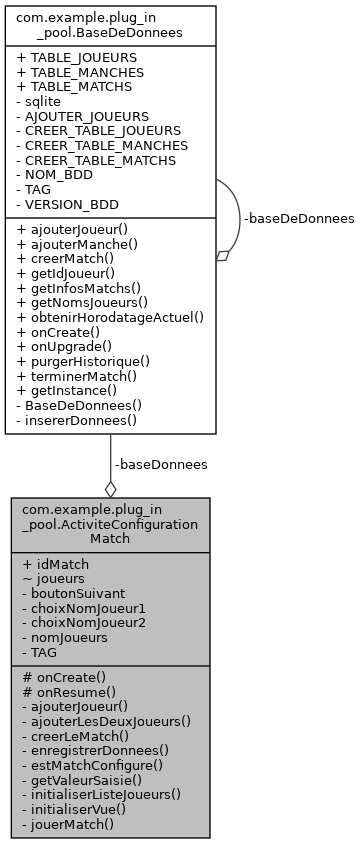 com.example.plug_in
_pool.BaseDeDonnees
+ TABLE_JOUEURS
+ TABLE_MANCHES
+ TABLE_MATCHS
- sqlite
- AJOUTER_JOUEURS
- CREER_TABLE_JOUEURS
- CREER_TABLE_MANCHES
- CREER_TABLE_MATCHS
- NOM_BDD
- TAG
- VERSION_BDD
+ ajouterJoueur()
+ ajouterManche()
+ creerMatch()
+ getIdJoueur()
+ getInfosMatchs()
+ getNomsJoueurs()
+ obtenirHorodatageActuel()
+ onCreate()
+ onUpgrade()
+ purgerHistorique()
+ terminerMatch()
+ getInstance()
- BaseDeDonnees()
- insererDonnees()
-baseDeDonnees
-baseDonnees
com.example.plug_in
_pool.ActiviteConfiguration
Match
+ idMatch
~ joueurs
- boutonSuivant
- choixNomJoueur1
- choixNomJoueur2
- nomJoueurs
- TAG
# onCreate()
# onResume()
- ajouterJoueur()
- ajouterLesDeuxJoueurs()
- creerLeMatch()
- enregistrerDonnees()
- estMatchConfigure()
- getValeurSaisie()
- initialiserListeJoueurs()
- initialiserVue()
- jouerMatch()